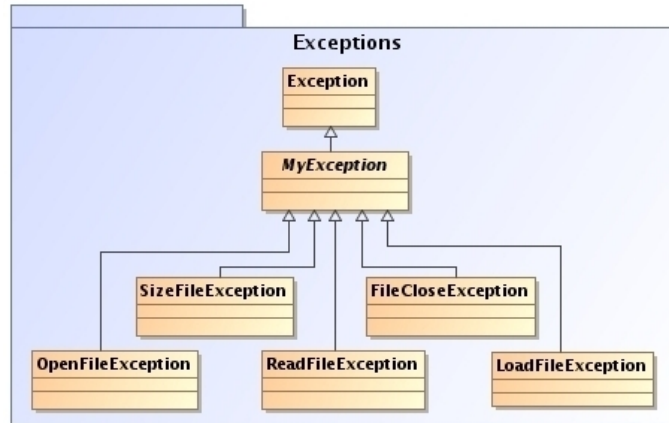 Exceptions
Exception
MyException
SizeFileException
FileCloseException
OpenFileException
ReadFileException
LoadFileException